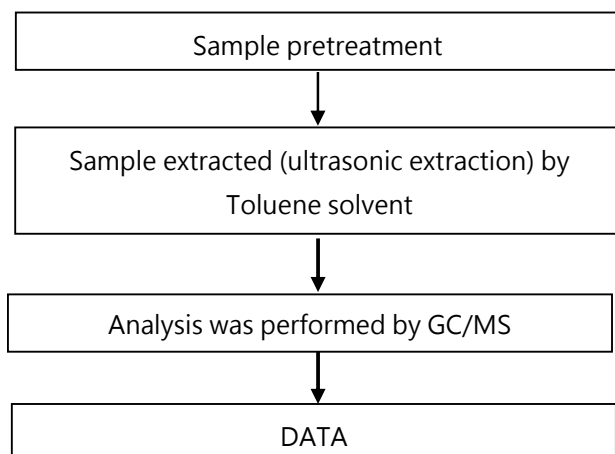 Sample pretreatment
Sample extracted (ultrasonic extraction) by
Toluene solvent
Analysis was performed by GC/MS
DATA